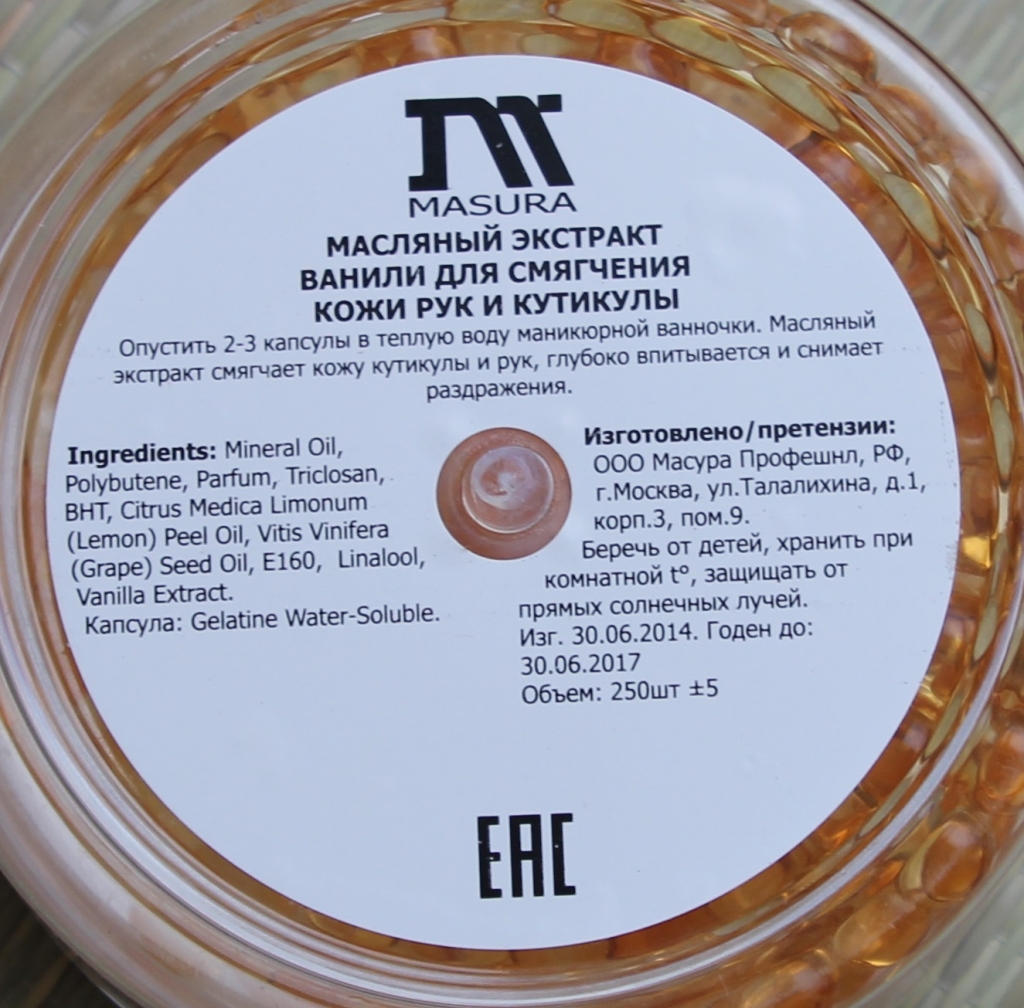 MASURA
МАСЛЯНЫЙ ЭКСТРАКТ
ВАНИЛИ ДЛЯ СМЯГЧЕНИЯ
КОЖИ РУК И КУТИКУЛЫ
Опустить 2-3 капсулы в теплую воду маникюрной ванночки. Масляный
экстракт смягчает кожу кутикулы и рук, глубоко впитывается и снимает
раздражения.
Ingredients: Mineral Oil,
Polybutene, Parfum, Triclosan,
BHT, Citrus Medica Limonum
(Lemon) Peel Oil, Vitis Vinifera
(Grape) Seed Oil, E160, Linalool,
Vanilla Extract.
Капсула: Gelatine Water-Soluble.
Изготовлено/претензии:
ООО Масура Профешнл, РФ,
г.Москва, ул.Талалихина, д.1,
корп.3, пом.9.
Беречь от детей, хранить при
комнатной t°, защищать от
прямых солнечных лучей.
Изг. 30.06.2014. Годен до:
30.06.2017
Объем: 250шт ±5
EAC